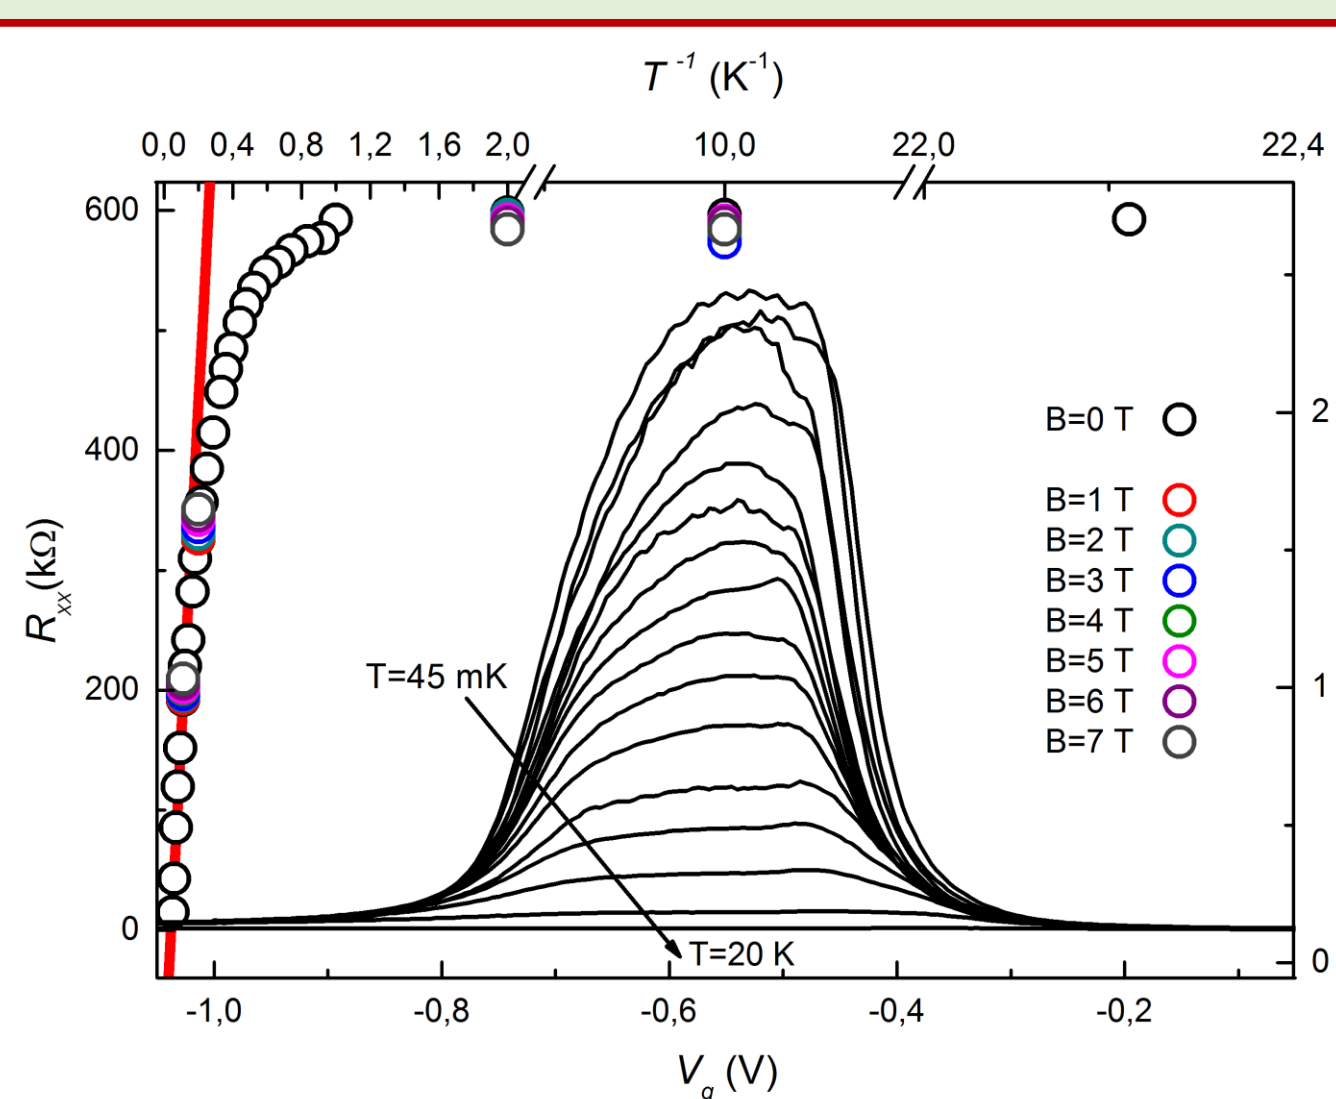 T ⁻¹ (K⁻¹)
0,0 0,4 0,8 1,2 1,6 2,0 10,0 22,0 22,4
600
400
200
0
R_xx(kΩ)
2
1
0
B=0 T
B=1 T
B=2 T
B=3 T
B=4 T
B=5 T
B=6 T
B=7 T
T=45 mK
T=20 K
-1,0 -0,8 -0,6 -0,4 -0,2
V_g (V)